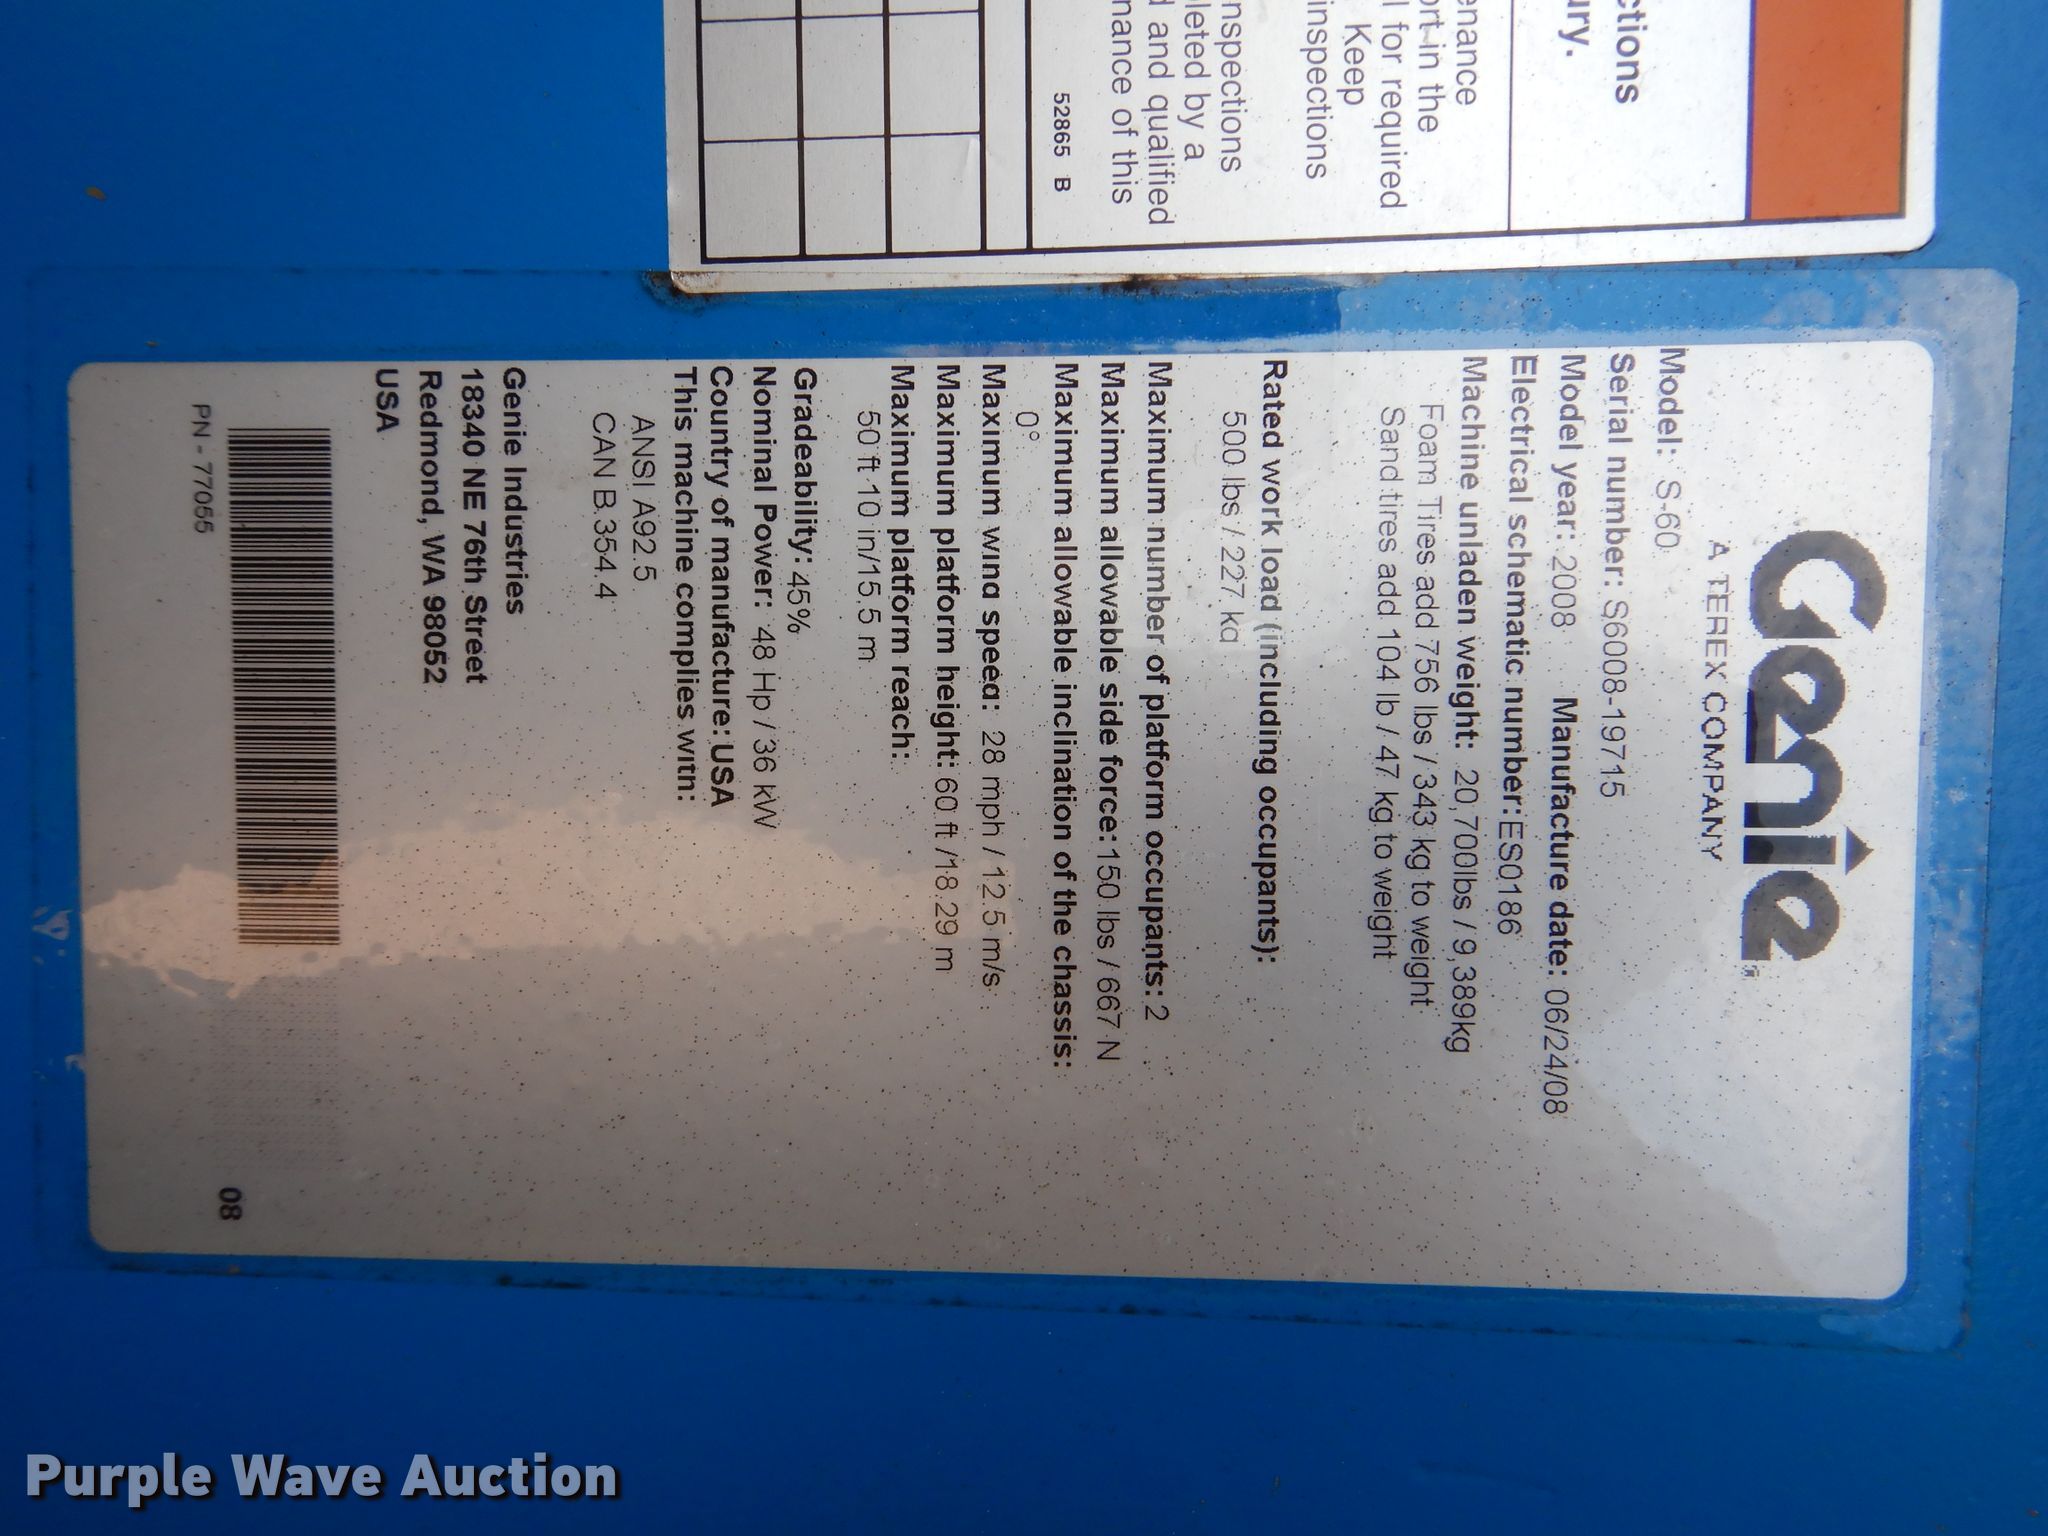 ctions
ury.
enance
ort in the
l for required
Keep
inspections
nspections
leted by a
d and qualified
nance of this
52865 B
Genie
A TEREX COMPANY
Model: S-60
Serial number: S6008-19715
Model year: 2008 Manufacture date: 06/24/08
Electrical schematic number:ES0186
Machine unladen weight: 20,700lbs / 9,389kg
Foam Tires add 756 lbs / 343 kg to weight
Sand tires add 104 lb / 47 kg to weight
Rated work load (including occupants):
500 lbs / 227 kg
Maximum number of platform occupants: 2
Maximum allowable side force: 150 lbs / 667 N
Maximum allowable inclination of the chassis:
0°
Maximum wind speed: 28 mph / 12.5 m/s
Maximum platform height: 60 ft /18.29 m
Maximum platform reach:
50 ft 10 in/15.5 m
Gradeability: 45%
Nominal Power: 48 Hp / 36 kW
Country of manufacture: USA
This machine complies with:
ANSI A92.5
CAN B.354.4
Genie Industries
18340 NE 76th Street
Redmond, WA 98052
USA
PN - 77055
08
Purple Wave Auction